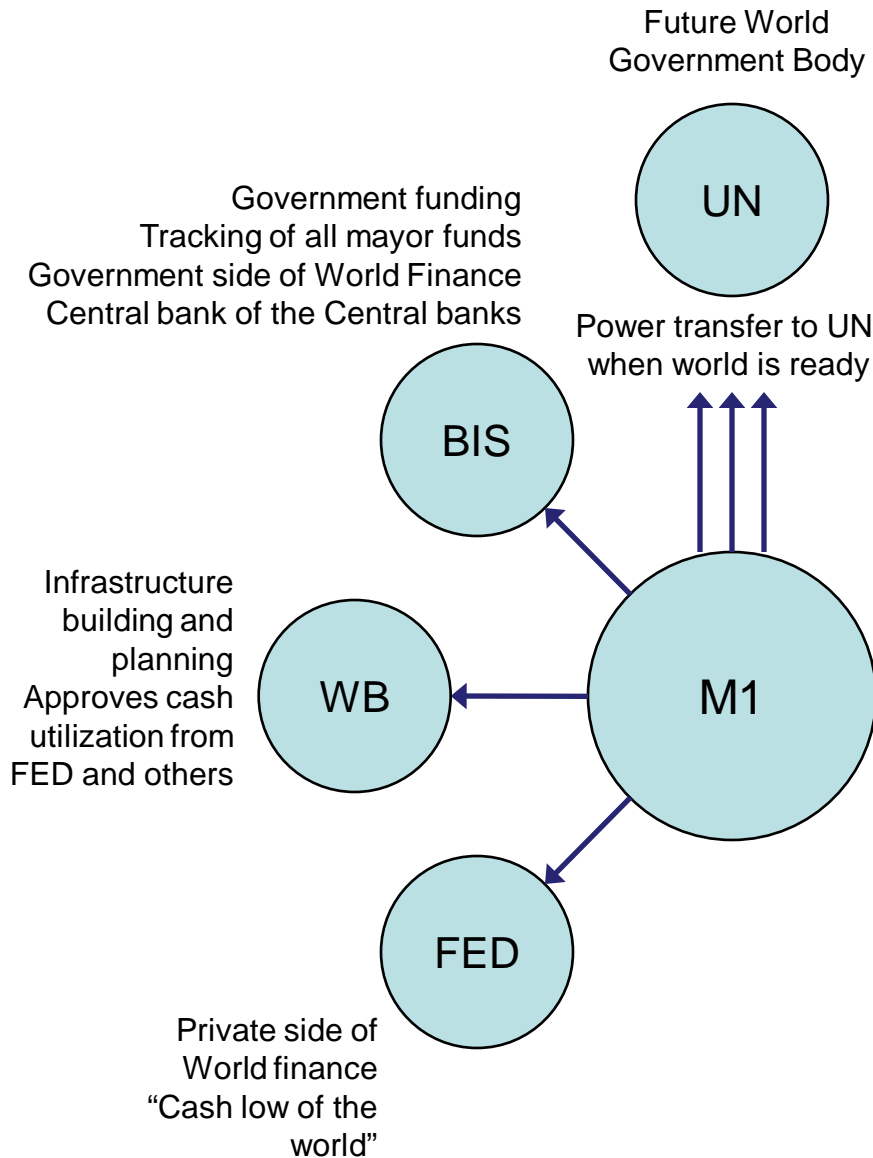 Future World
Government Body
UN
Government funding
Tracking of all mayor funds
Government side of World Finance
Central bank of the Central banks
Power transfer to UN
when world is ready
BIS
Infrastructure
building and
planning
Approves cash
utilization from
FED and others
WB
M1
FED
Private side of
World finance
“Cash low of the
world”